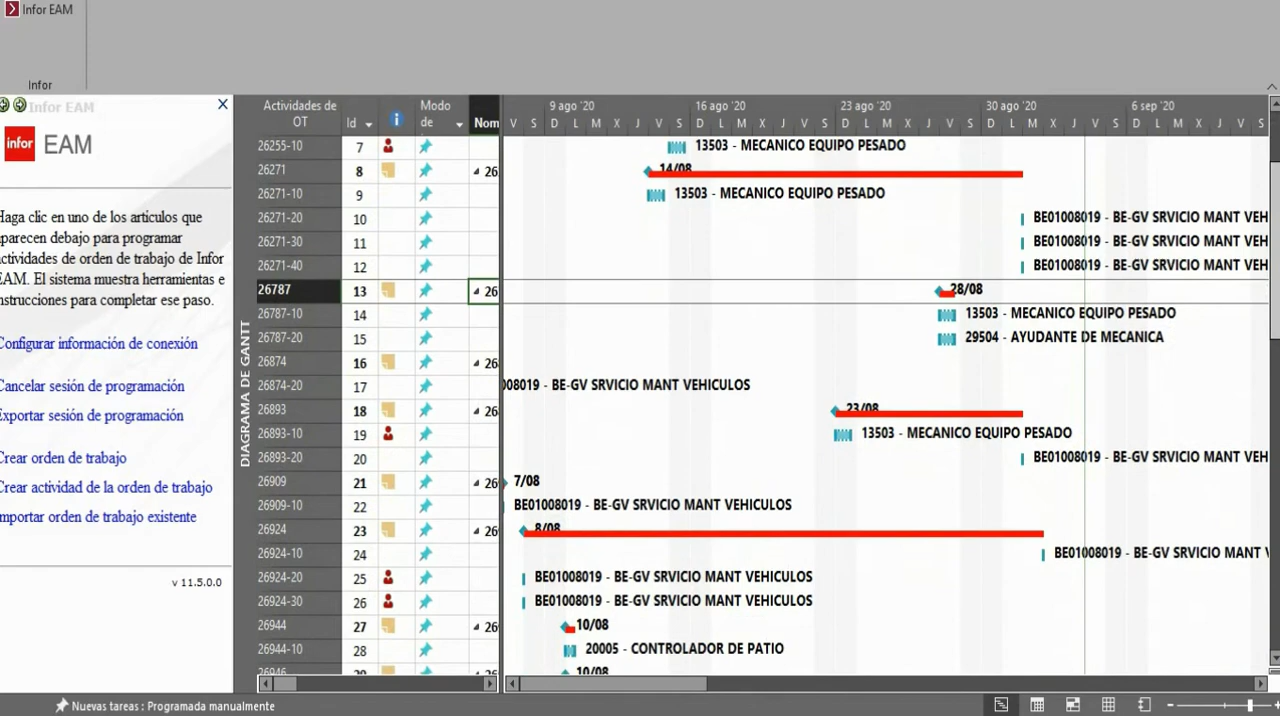 Infor EAM
Infor
Infor EAM
infor EAM
Haga clic en uno de los artículos que
aparecen debajo para programar
actividades de orden de trabajo de Infor
EAM. El sistema muestra herramientas e
instrucciones para completar ese paso.
Configurar información de conexión
Cancelar sesión de programación
Exportar sesión de programación
Crear orden de trabajo
Crear actividad de la orden de trabajo
mportar orden de trabajo existente
v 11.5.0.0
DIAGRAMA DE GANTT
Actividades de OT Id Modo de Nom
9 ago '20 16 ago '20 23 ago '20 30 ago '20 6 sep '20
V S D L M M J V S D L M M J V S D L M X J V S D L M M J V S D L M X J V S
26255-10 7 13503 - MECANICO EQUIPO PESADO
26271 8 26 14/08
26271-10 9 13503 - MECANICO EQUIPO PESADO
26271-20 10 BE01008019 - BE-GV SRVICIO MANT VEH
26271-30 11 BE01008019 - BE-GV SRVICIO MANT VEH
26271-40 12 BE01008019 - BE-GV SRVICIO MANT VEH
26787 13 26 28/08
26787-10 14 13503 - MECANICO EQUIPO PESADO
26787-20 15 29504 - AYUDANTE DE MECANICA
26874 16 26
26874-20 17 008019 - BE-GV SRVICIO MANT VEHICULOS
26893 18 26 23/08
26893-10 19 13503 - MECANICO EQUIPO PESADO
26893-20 20 BE01008019 - BE-GV SRVICIO MANT VEH
26909 21 26 7/08
26909-10 22 BE01008019 - BE-GV SRVICIO MANT VEHICULOS
26924 23 26 8/08
26924-10 24 BE01008019 - BE-GV SRVICIO MANT V
26924-20 25 BE01008019 - BE-GV SRVICIO MANT VEHICULOS
26924-30 26 BE01008019 - BE-GV SRVICIO MANT VEHICULOS
26944 27 26 10/08
26944-10 28 20005 - CONTROLADOR DE PATIO
26946 29 26 10/08
Nuevas tareas : Programada manualmente